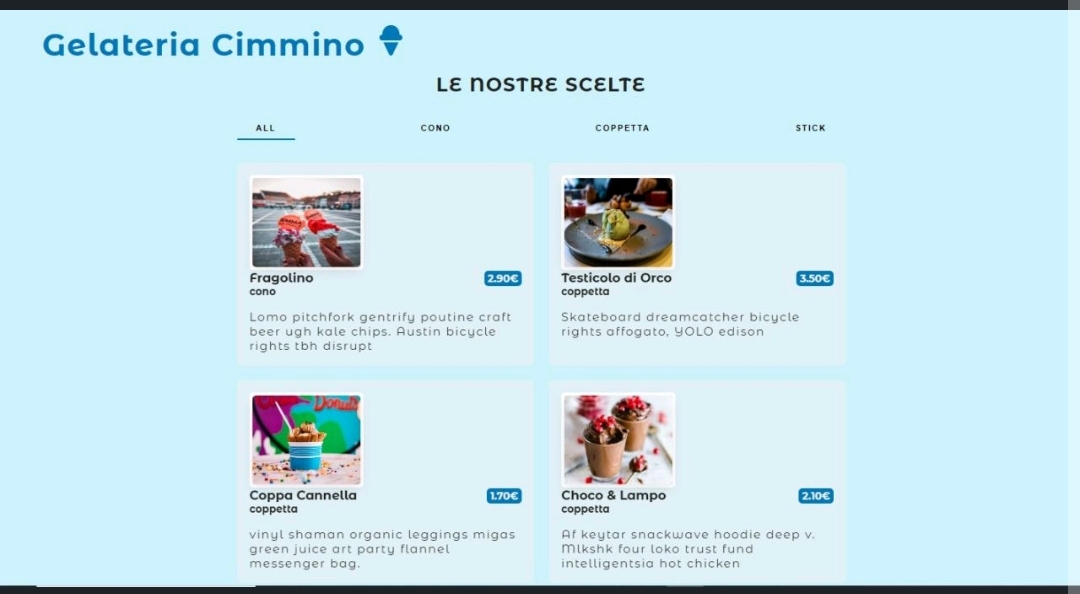 Gelateria Cimmino
LE NOSTRE SCELTE
ALL
CONO
COPPETTA
STICK
Fragolino
2.90€
cono
Lomo pitchfork gentrify poutine craft
beer ugh kale chips. Austin bicycle
rights tbh disrupt
Testicolo di Orco
3.50€
coppetta
Skateboard dreamcatcher bicycle
rights affogato, YOLO edison
Donuts
Coppa Cannella
1.70€
coppetta
vinyl shaman organic leggings migas
green juice art party flannel
messenger bag.
Choco & Lampo
2.10€
coppetta
Af keytar snackwave hoodie deep v.
Mlkshk four loko trust fund
intelligentsia hot chicken